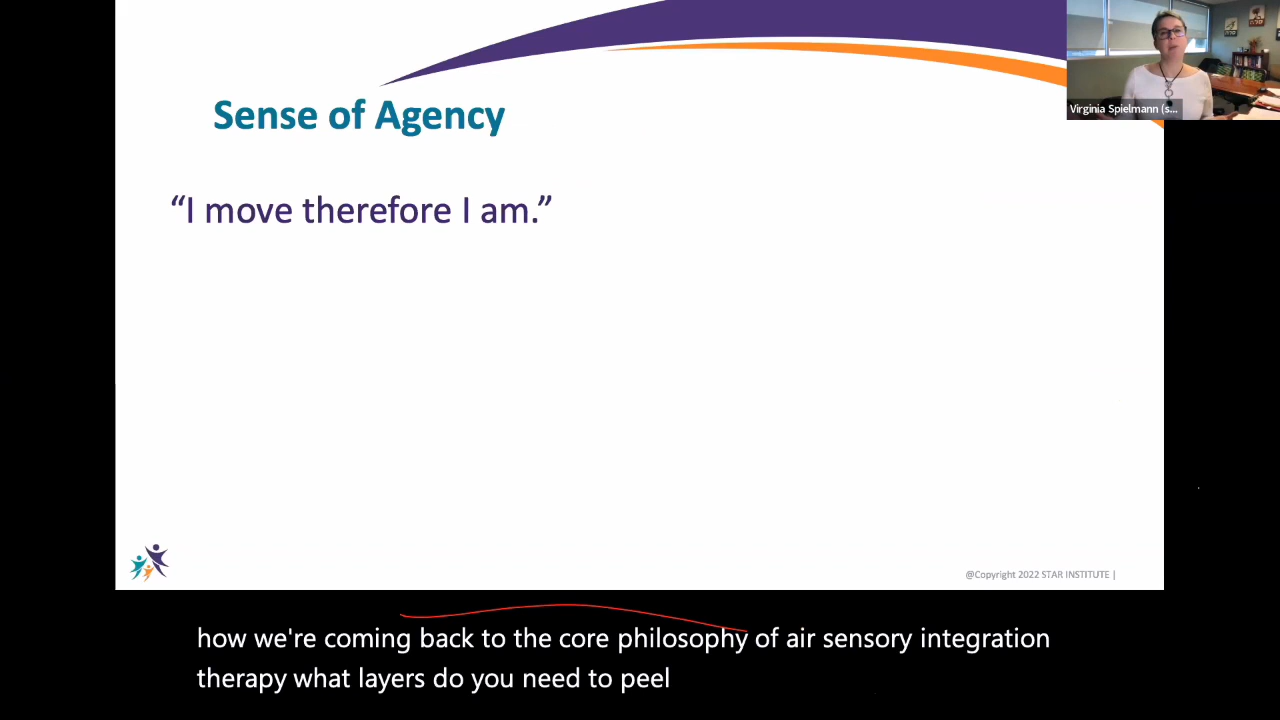 Sense of Agency
Virginia Spielmann (s...
“I move therefore I am.”
@Copyright 2022 STAR INSTITUTE |
how we're coming back to the core philosophy of air sensory integration
therapy what layers do you need to peel